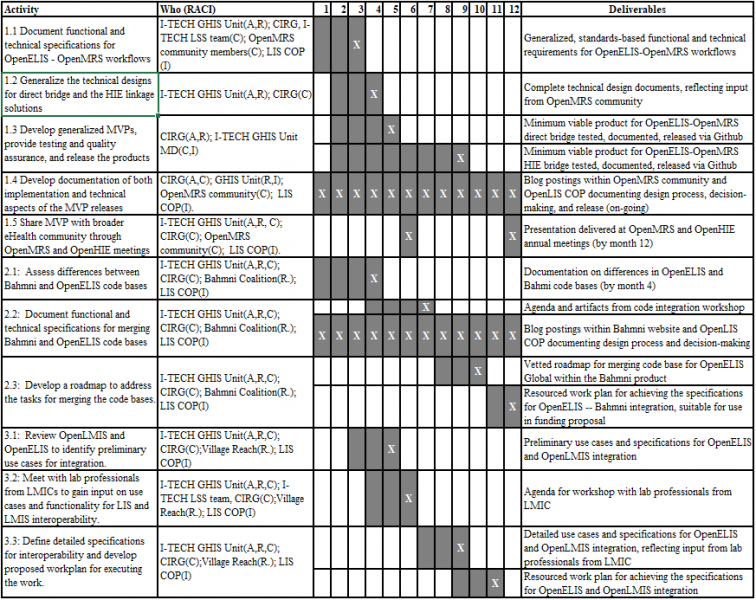 Activity Who (RACI) 1 2 3 4 5 6 7 8 9 10 11 12 Deliverables
1.1 Document functional and
technical specifications for
OpenELIS - OpenMRS workflows
I-TECH GHIS Unit(A,R); CIRG, I-
TECH LSS team(C); OpenMRS
community members(C); LIS COP
(I)
X
Generalized, standards-based functional and technical
requirements for OpenELIS-OpenMRS workflows
1.2 Generalize the technical designs
for direct bridge and the HIE linkage
solutions
I-TECH GHIS Unit(A,R); CIRG(C)
X
Complete technical design documents, reflecting input
from OpenMRS community
1.3 Develop generalized MVPs,
provide testing and quality
assurance, and release the products
CIRG(A,R); I-TECH GHIS Unit
MD(C,I)
X
Minimum viable product for OpenELIS-OpenMRS
direct bridge tested, documented, released via Github
X
Minimum viable product for OpenELIS-OpenMRS
HIE bridge tested, documented, released via Github
1.4 Develop documentation of both
implementation and technical
aspects of the MVP releases
CIRG(A,C); GHIS Unit(R,I);
OpenMRS community(C); LIS
COP(I).
X X X X X X X X X X X X
Blog postings within OpenMRS community and
OpenLIS COP documenting design process, decision-
making, and release (on-going)
1.5 Share MVP with broader
eHealth community through
OpenMRS and OpenHIE meetings
I-TECH GHIS Unit(A,R, C);
CIRG(C); OpenMRS
community(C); LIS COP(I).
X X
Presentation delivered at OpenMRS and OpenHIE
annual meetings (by month 12)
2.1: Assess differences between
Bahmni and OpenELIS code bases
I-TECH GHIS Unit(A,R,C);
CIRG(C); Bahmni Coalition(R.);
LIS COP(I)
X
Documentation on differences in OpenELIS and
Bahmi code bases (by month 4)
2.2: Document functional and
technical specifications for merging
Bahmni and OpenELIS code bases
I-TECH GHIS Unit(A,R,C);
CIRG(C); Bahmni Coalition(R.);
LIS COP(I)
X
Agenda and artifacts from code integration workshop
X X X X X X X X X X X X
Blog postings within Bahmni website and OpenLIS
COP documenting design process and decision-making
2.3: Develop a roadmap to address
the tasks for merging the code bases.
I-TECH GHIS Unit(A,R,C);
CIRG(C); Bahmni Coalition(R.);
LIS COP(I)
X
Vetted roadmap for merging code base for OpenELIS
Global within the Bahmni product
X
Resourced work plan for achieving the specifications
for OpenELIS -- Bahmni integration, suitable for use
in funding proposal
3.1: Review OpenLMIS and
OpenELIS to identify preliminary
use cases for integration.
I-TECH GHIS Unit(A,R,C);
CIRG(C);Village Reach(R.); LIS
COP(I)
X
Preliminary use cases and specifications for OpenELIS
and OpenLMIS integration
3.2: Meet with lab professionals
from LMICs to gain input on use
cases and functionality for LIS and
LMIS interoperability.
I-TECH GHIS Unit(A,R,C); I-
TECH LSS team, CIRG(C);Village
Reach(R.); LIS COP(I)
X
Agenda for workshop with lab professionals from
LMIC
3.3: Define detailed specifications
for interoperability and develop
proposed workplan for executing
the work.
I-TECH GHIS Unit(A,R,C);
CIRG(C);Village Reach(R.); LIS
COP(I)
X
Detailed use cases and specifications for OpenELIS
and OpenLMIS integration, reflecting input from lab
professionals from LMIC
X
Resourced work plan for achieving the specifications
for OpenELIS and OpenLMIS integration